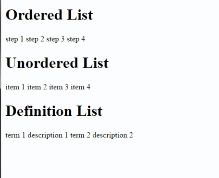 Ordered List
step 1 step 2 step 3 step 4
Unordered List
item 1 item 2 item 3 item 4
Definition List
term 1 description 1 term 2 description 2